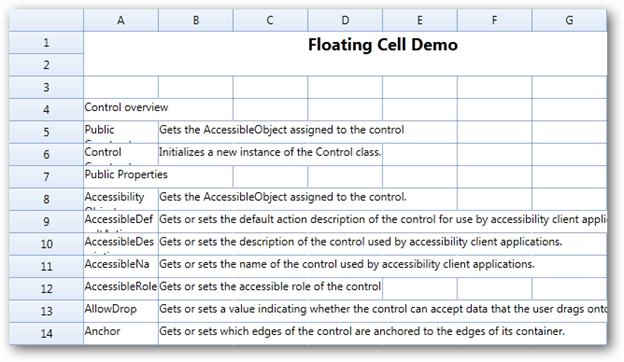 A B C D E F G
1 Floating Cell Demo
2
3
4 Control overview
5 Public Gets the AccessibleObject assigned to the control
6 Control Initializes a new instance of the Control class.
7 Public Properties
8 Accessibility Gets the AccessibleObject assigned to the control.
9 AccessibleDef Gets or sets the default action description of the control for use by accessibility client appli
10 AccessibleDes Gets or sets the description of the control used by accessibility client applications.
11 AccessibleNa Gets or sets the name of the control used by accessibility client applications.
12 AccessibleRole Gets or sets the accessible role of the control
13 AllowDrop Gets or sets a value indicating whether the control can accept data that the user drags onto
14 Anchor Gets or sets which edges of the control are anchored to the edges of its container.